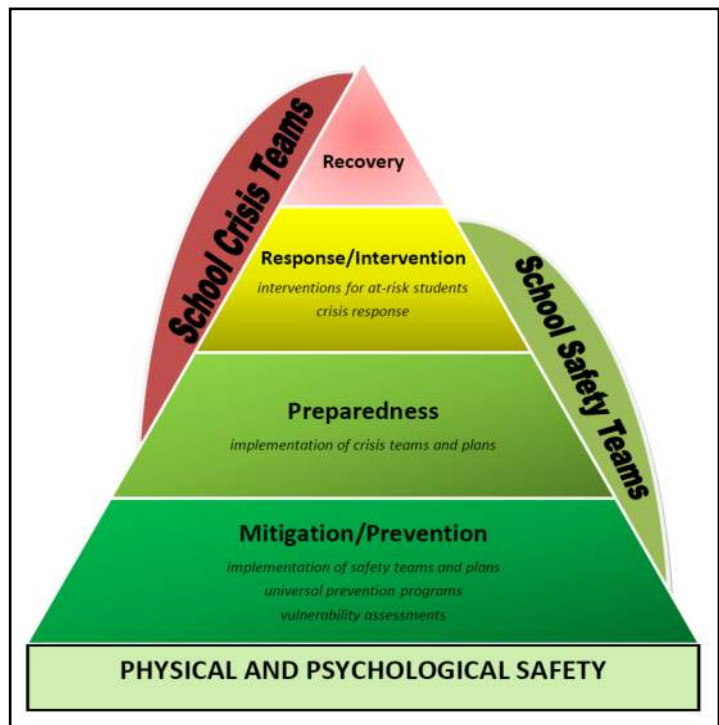 School Crisis Teams
Recovery
Response/Intervention
interventions for at-risk students
crisis response
School Safety Teams
Preparedness
implementation of crisis teams and plans
Mitigation/Prevention
implementation of safety teams and plans
universal prevention programs
vulnerability assessments
PHYSICAL AND PSYCHOLOGICAL SAFETY